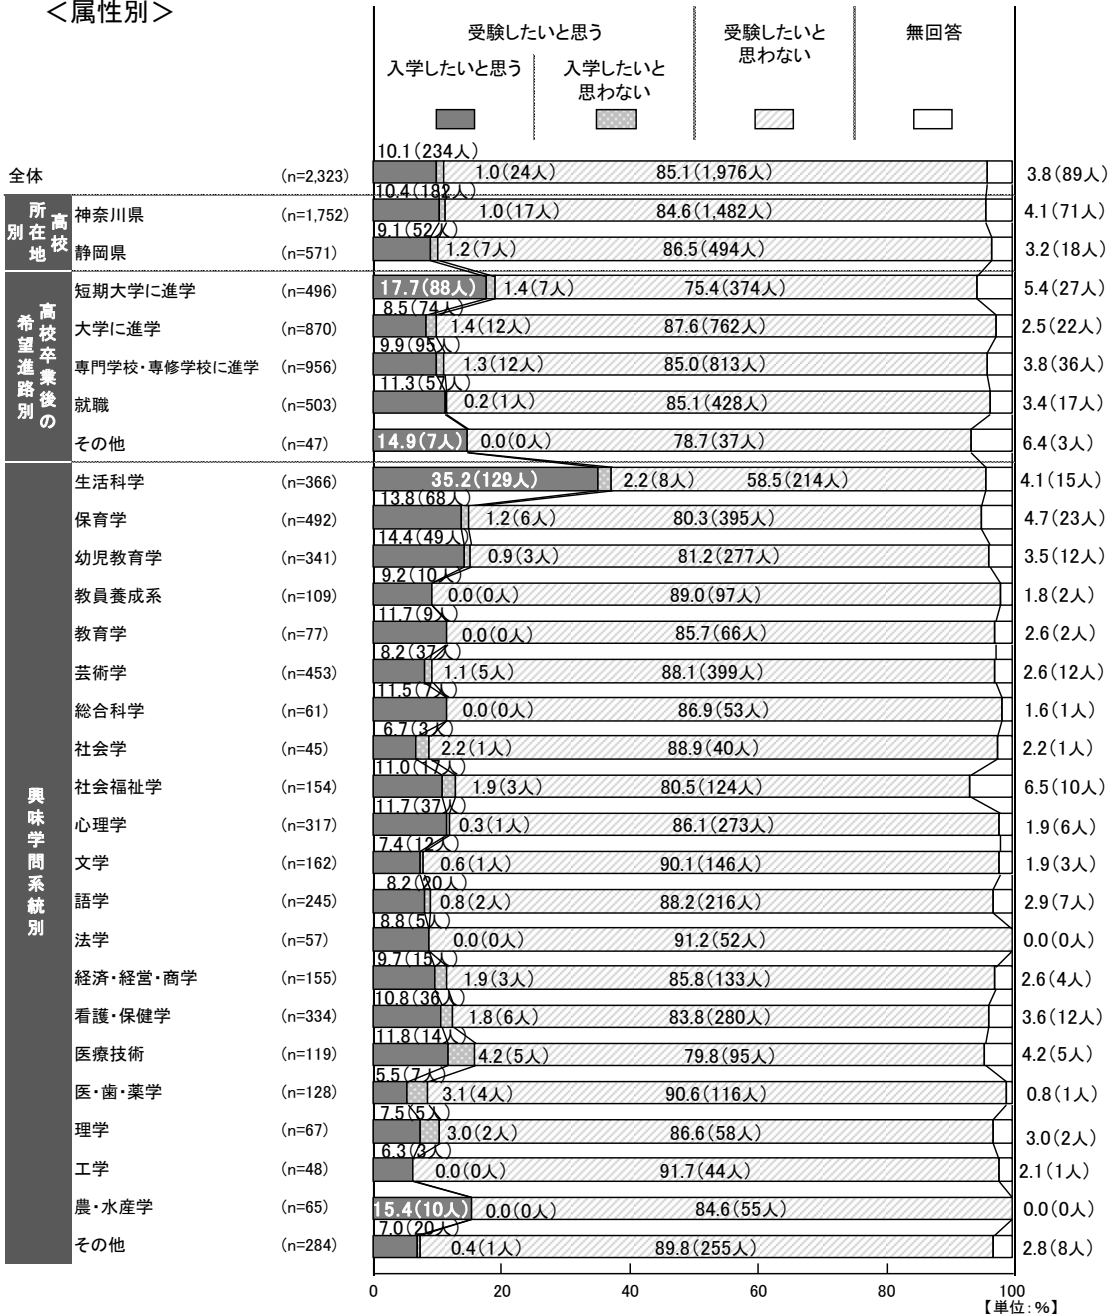 ＜属性別＞
受験したいと思う
受験したいと
思わない
無回答
入学したいと思う
入学したいと
思わない
全体 (n=2,323) 10.1(234人) 1.0(24人) 85.1(1,976人) 3.8(89人)
高校所在地別
神奈川県 (n=1,752) 10.4(182人) 1.0(17人) 84.6(1,482人) 4.1(71人)
静岡県 (n=571) 9.1(52人) 1.2(7人) 86.5(494人) 3.2(18人)
高校卒業後の希望進路別
短期大学に進学 (n=496) 17.7(88人) 1.4(7人) 75.4(374人) 5.4(27人)
大学に進学 (n=870) 8.5(74人) 1.4(12人) 87.6(762人) 2.5(22人)
専門学校・専修学校に進学 (n=956) 9.9(95人) 1.3(12人) 85.0(813人) 3.8(36人)
就職 (n=503) 11.3(57人) 0.2(1人) 85.1(428人) 3.4(17人)
その他 (n=47) 14.9(7人) 0.0(0人) 78.7(37人) 6.4(3人)
興味学問系統別
生活科学 (n=366) 35.2(129人) 2.2(8人) 58.5(214人) 4.1(15人)
保育学 (n=492) 13.8(68人) 1.2(6人) 80.3(395人) 4.7(23人)
幼児教育学 (n=341) 14.4(49人) 0.9(3人) 81.2(277人) 3.5(12人)
教員養成系 (n=109) 9.2(10人) 0.0(0人) 89.0(97人) 1.8(2人)
教育学 (n=77) 11.7(9人) 0.0(0人) 85.7(66人) 2.6(2人)
芸術学 (n=453) 8.2(37人) 1.1(5人) 88.1(399人) 2.6(12人)
総合科学 (n=61) 11.5(7人) 0.0(0人) 86.9(53人) 1.6(1人)
社会学 (n=45) 6.7(3人) 2.2(1人) 88.9(40人) 2.2(1人)
社会福祉学 (n=154) 11.0(17人) 1.9(3人) 80.5(124人) 6.5(10人)
心理学 (n=317) 11.7(37人) 0.3(1人) 86.1(273人) 1.9(6人)
文学 (n=162) 7.4(12人) 0.6(1人) 90.1(146人) 1.9(3人)
語学 (n=245) 8.2(20人) 0.8(2人) 88.2(216人) 2.9(7人)
法学 (n=57) 8.8(5人) 0.0(0人) 91.2(52人) 0.0(0人)
経済・経営・商学 (n=155) 9.7(15人) 1.9(3人) 85.8(133人) 2.6(4人)
看護・保健学 (n=334) 10.8(36人) 1.8(6人) 83.8(280人) 3.6(12人)
医療技術 (n=119) 11.8(14人) 4.2(5人) 79.8(95人) 4.2(5人)
医・歯・薬学 (n=128) 5.5(7人) 3.1(4人) 90.6(116人) 0.8(1人)
理学 (n=67) 7.5(5人) 3.0(2人) 86.6(58人) 3.0(2人)
工学 (n=48) 6.3(3人) 0.0(0人) 91.7(44人) 2.1(1人)
農・水産学 (n=65) 15.4(10人) 0.0(0人) 84.6(55人) 0.0(0人)
その他 (n=284) 7.0(20人) 0.4(1人) 89.8(255人) 2.8(8人)
0 20 40 60 80 100
【単位：％】